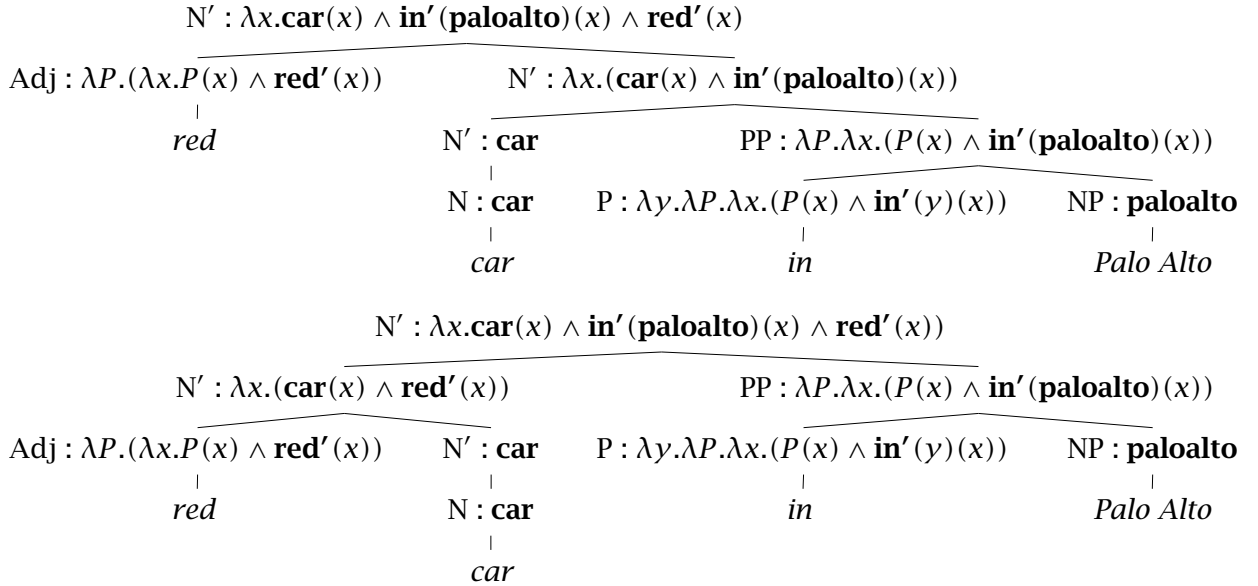 N′ : λx.car(x) ∧ in′(paloalto)(x) ∧ red′(x)
Adj : λP.(λx.P(x) ∧ red′(x)) N′ : λx.(car(x) ∧ in′(paloalto)(x))
red N′ : car PP : λP.λx.(P(x) ∧ in′(paloalto)(x))
N : car P : λy.λP.λx.(P(x) ∧ in′(y)(x)) NP : paloalto
car in Palo Alto
N′ : λx.car(x) ∧ in′(paloalto)(x) ∧ red′(x))
N′ : λx.(car(x) ∧ red′(x)) PP : λP.λx.(P(x) ∧ in′(paloalto)(x))
Adj : λP.(λx.P(x) ∧ red′(x)) N′ : car P : λy.λP.λx.(P(x) ∧ in′(y)(x)) NP : paloalto
red N : car in Palo Alto
car